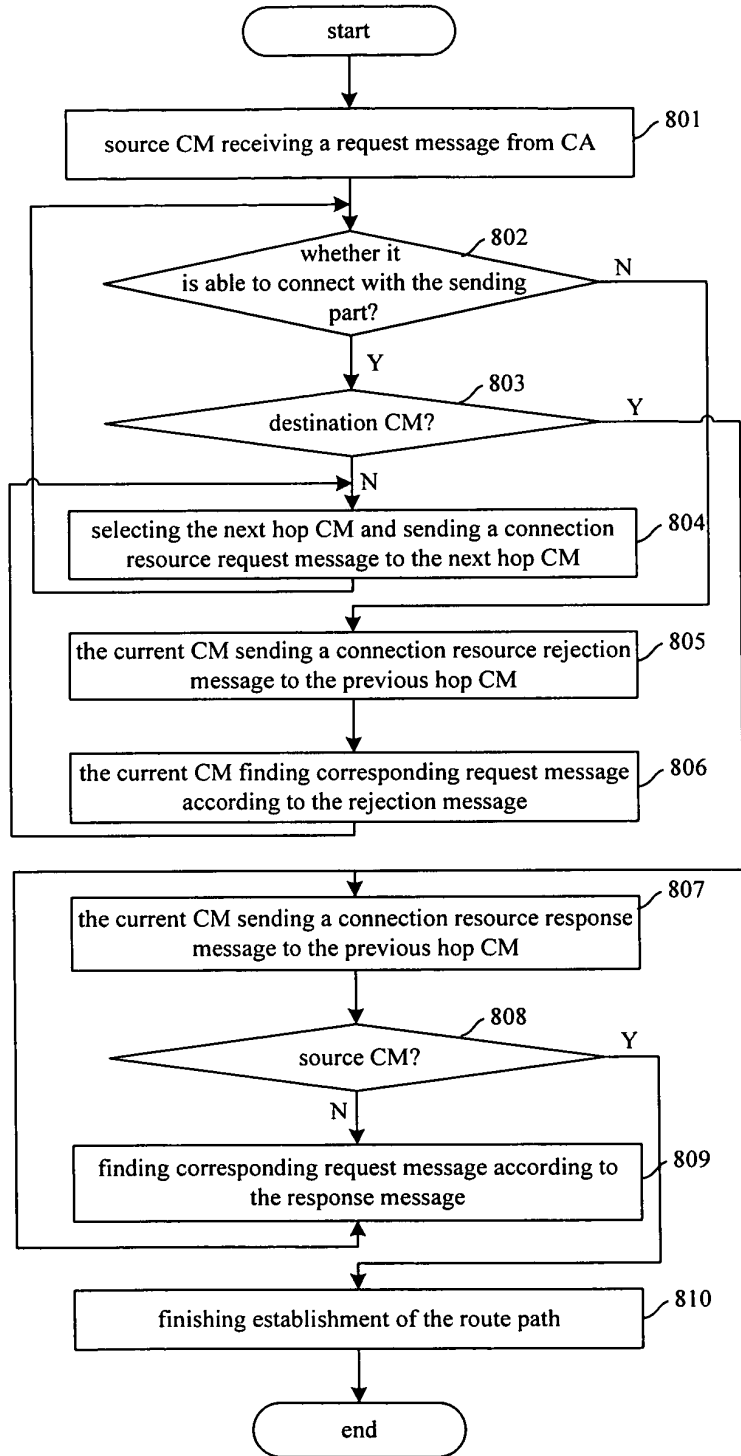 start
801
source CM receiving a request message from CA
802
whether it
is able to connect with the sending
part?
N
Y
803
destination CM?
Y
N
804
selecting the next hop CM and sending a connection
resource request message to the next hop CM
805
the current CM sending a connection resource rejection
message to the previous hop CM
806
the current CM finding corresponding request message
according to the rejection message
807
the current CM sending a connection resource response
message to the previous hop CM
808
source CM?
Y
N
809
finding corresponding request message according to
the response message
810
finishing establishment of the route path
end